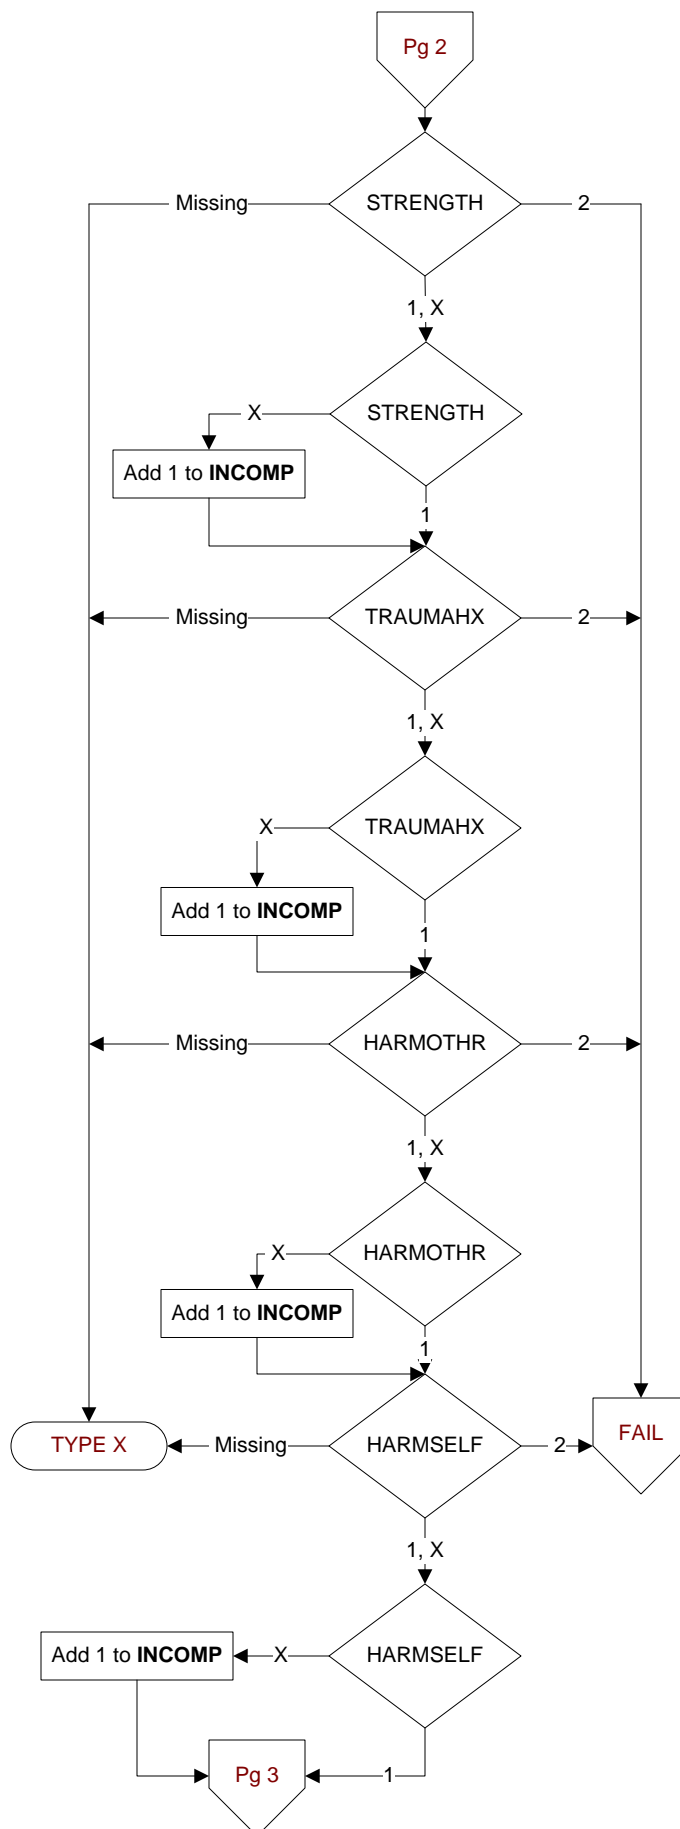 Pg 2
Missing
STRENGTH
2
1, X
X
STRENGTH
Add 1 to INCOMP
1
Missing
TRAUMAHX
2
1, X
X
TRAUMAHX
Add 1 to INCOMP
1
Missing
HARMOTHR
2
1, X
X
HARMOTHR
Add 1 to INCOMP
1
TYPE X
Missing
HARMSELF
2
FAIL
1, X
Add 1 to INCOMP
X
HARMSELF
Pg 3
1